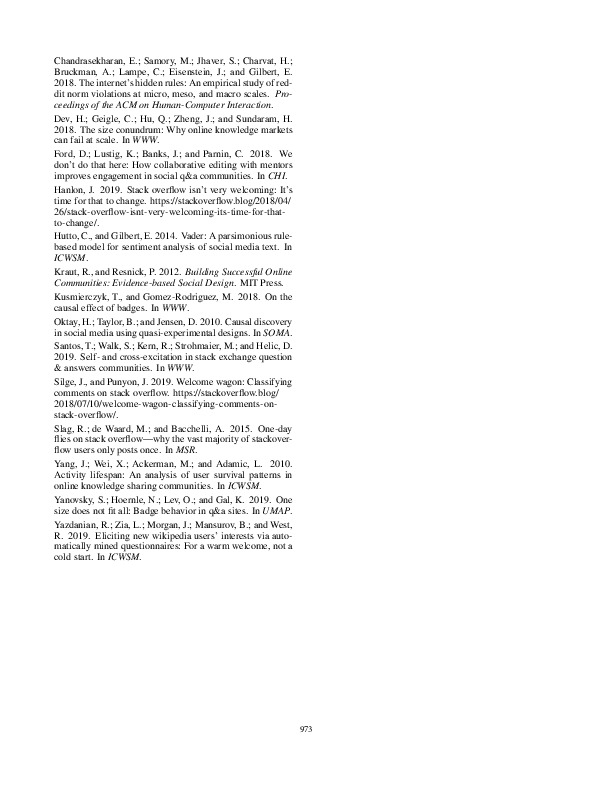 Chandrasekharan, E.; Samory, M.; Jhaver, S.; Charvat, H.;
Bruckman, A.; Lampe, C.; Eisenstein, J.; and Gilbert, E.
2018. The internet's hidden rules: An empirical study of red-
dit norm violations at micro, meso, and macro scales. Pro-
ceedings of the ACM on Human-Computer Interaction.
Dev, H.; Geigle, C.; Hu, Q.; Zheng, J.; and Sundaram, H.
2018. The size conundrum: Why online knowledge markets
can fail at scale. In WWW.
Ford, D.; Lustig, K.; Banks, J.; and Parnin, C. 2018. We
don't do that here: How collaborative editing with mentors
improves engagement in social q&a communities. In CHI.
Hanlon, J. 2019. Stack overflow isn't very welcoming: It's
time for that to change. https://stackoverflow.blog/2018/04/
26/stack-overflow-isnt-very-welcoming-its-time-for-that-
to-change/.
Hutto, C., and Gilbert, E. 2014. Vader: A parsimonious rule-
based model for sentiment analysis of social media text. In
ICWSM.
Kraut, R., and Resnick, P. 2012. Building Successful Online
Communities: Evidence-based Social Design. MIT Press.
Kusmierczyk, T., and Gomez-Rodriguez, M. 2018. On the
causal effect of badges. In WWW.
Oktay, H.; Taylor, B.; and Jensen, D. 2010. Causal discovery
in social media using quasi-experimental designs. In SOMA.
Santos, T.; Walk, S.; Kern, R.; Strohmaier, M.; and Helic, D.
2019. Self- and cross-excitation in stack exchange question
& answers communities. In WWW.
Silge, J., and Punyon, J. 2019. Welcome wagon: Classifying
comments on stack overflow. https://stackoverflow.blog/
2018/07/10/welcome-wagon-classifying-comments-on-
stack-overflow/.
Slag, R.; de Waard, M.; and Bacchelli, A. 2015. One-day
flies on stack overflow—why the vast majority of stackover-
flow users only posts once. In MSR.
Yang, J.; Wei, X.; Ackerman, M.; and Adamic, L. 2010.
Activity lifespan: An analysis of user survival patterns in
online knowledge sharing communities. In ICWSM.
Yanovsky, S.; Hoernle, N.; Lev, O.; and Gal, K. 2019. One
size does not fit all: Badge behavior in q&a sites. In UMAP.
Yazdanian, R.; Zia, L.; Morgan, J.; Mansurov, B.; and West,
R. 2019. Eliciting new wikipedia users' interests via auto-
matically mined questionnaires: For a warm welcome, not a
cold start. In ICWSM.
973